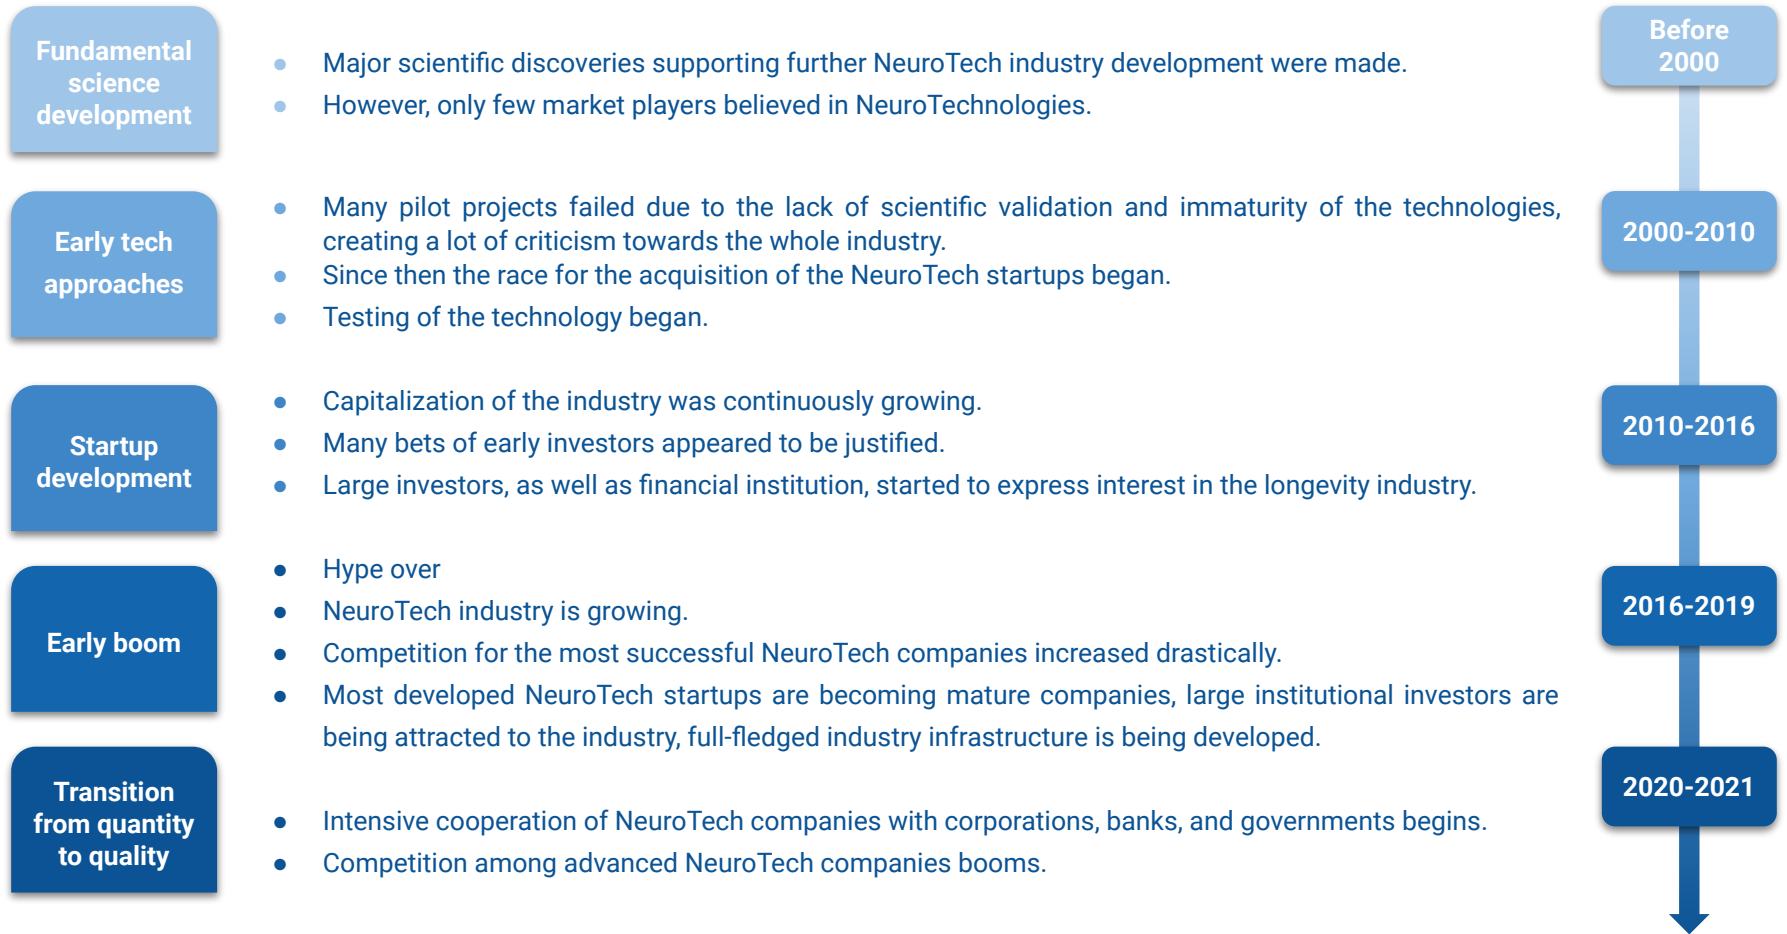 Fundamental
science
development
Major scientific discoveries supporting further NeuroTech industry development were made.
However, only few market players believed in NeuroTechnologies.
Before
2000
Early tech
approaches
Many pilot projects failed due to the lack of scientific validation and immaturity of the technologies,
creating a lot of criticism towards the whole industry.
Since then the race for the acquisition of the NeuroTech startups began.
Testing of the technology began.
2000-2010
Startup
development
Capitalization of the industry was continuously growing.
Many bets of early investors appeared to be justified.
Large investors, as well as financial institution, started to express interest in the longevity industry.
2010-2016
Early boom
Hype over
NeuroTech industry is growing.
Competition for the most successful NeuroTech companies increased drastically.
Most developed NeuroTech startups are becoming mature companies, large institutional investors are
being attracted to the industry, full-fledged industry infrastructure is being developed.
2016-2019
Transition
from quantity
to quality
Intensive cooperation of NeuroTech companies with corporations, banks, and governments begins.
Competition among advanced NeuroTech companies booms.
2020-2021